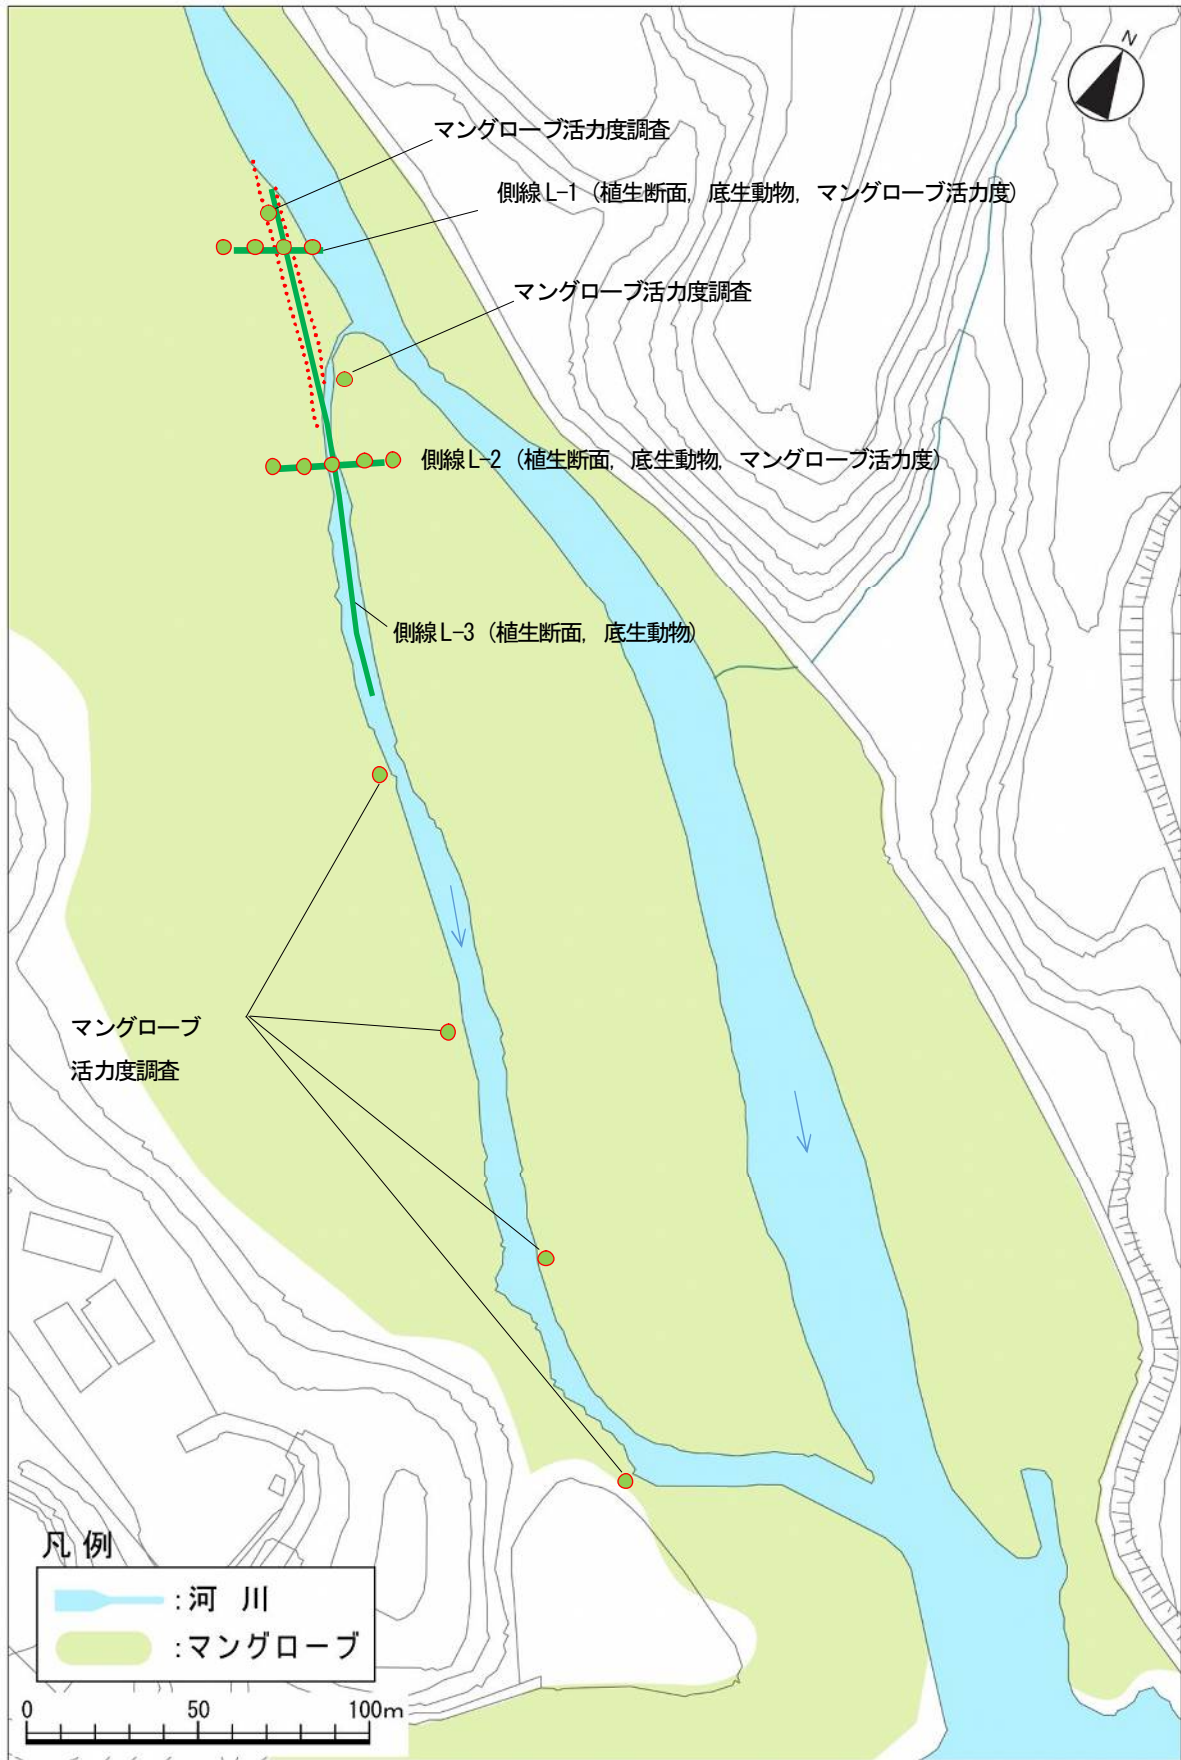 N
マングローブ活力度調査
側線L-1（植生断面, 底生動物, マングローブ活力度）
マングローブ活力度調査
側線L-2（植生断面, 底生動物, マングローブ活力度）
側線L-3（植生断面, 底生動物）
マングローブ
活力度調査
凡 例
：河 川
：マングローブ
0 50 100m